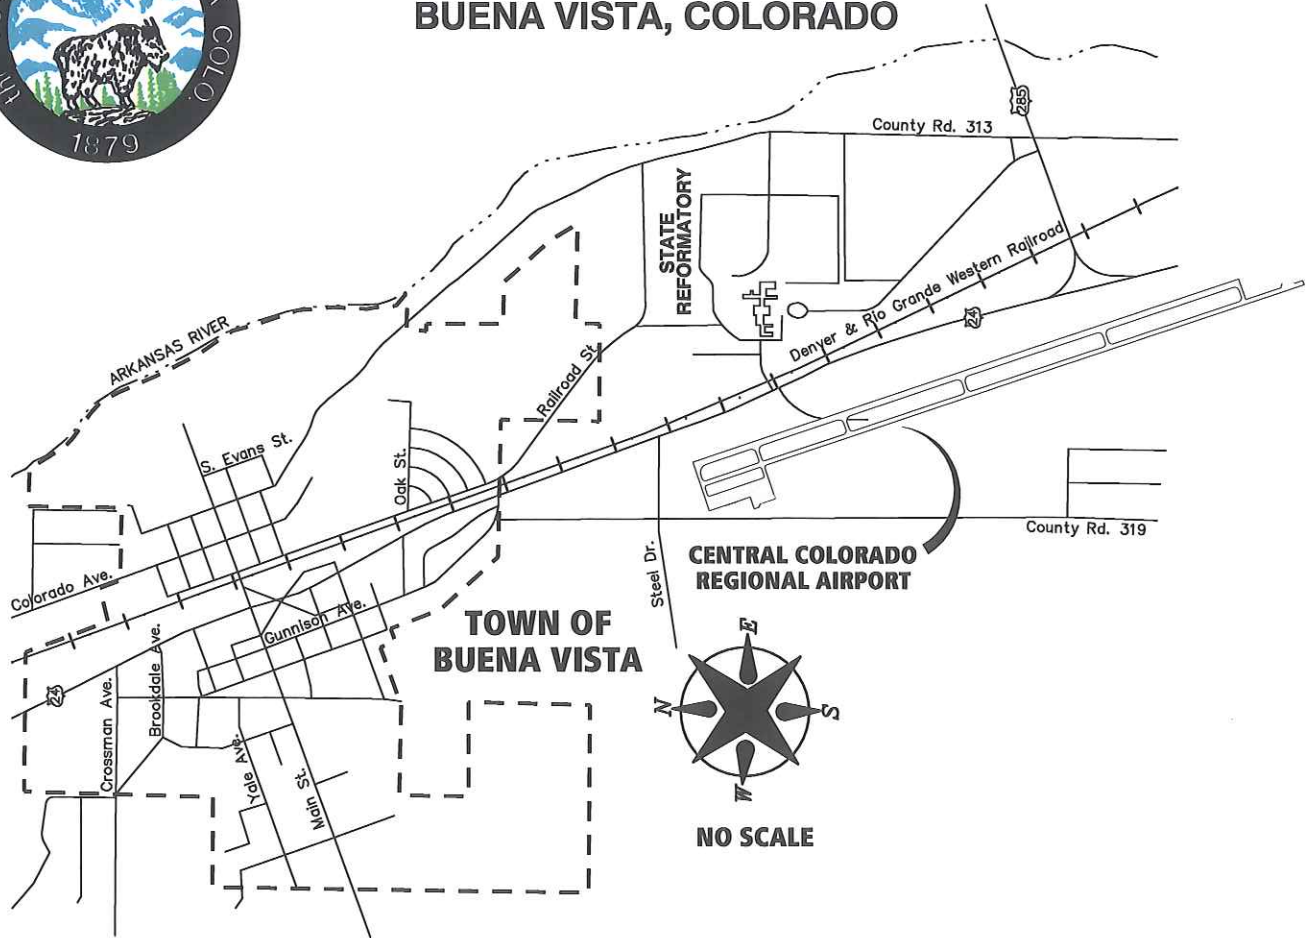 BUENA VISTA, COLORADO
COLO.
1879
285
County Rd. 313
STATE
REFORMATORY
Denver & Rio Grande Western Railroad
24
ARKANSAS RIVER
Railroad St.
S. Evans St.
Oak St.
County Rd. 319
CENTRAL COLORADO
REGIONAL AIRPORT
Steel Dr.
Colorado Ave.
Gunnison Ave.
TOWN OF
BUENA VISTA
Brookdale Ave.
24
Crossman Ave.
Yale Ave.
Main St.
E
N
S
W
NO SCALE